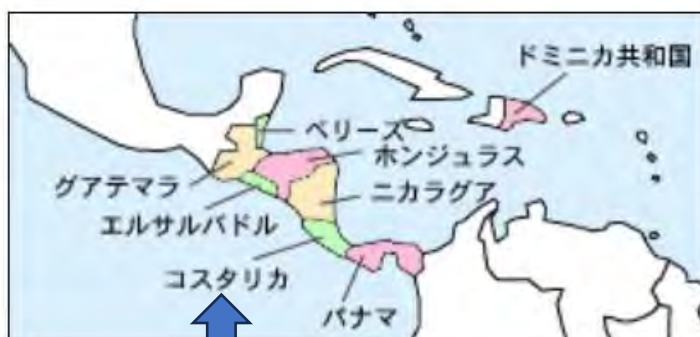 ドミニカ共和国
ベリーズ
ホンジュラス
グアテマラ
ニカラグア
エルサルバドル
コスタリカ
パナマ